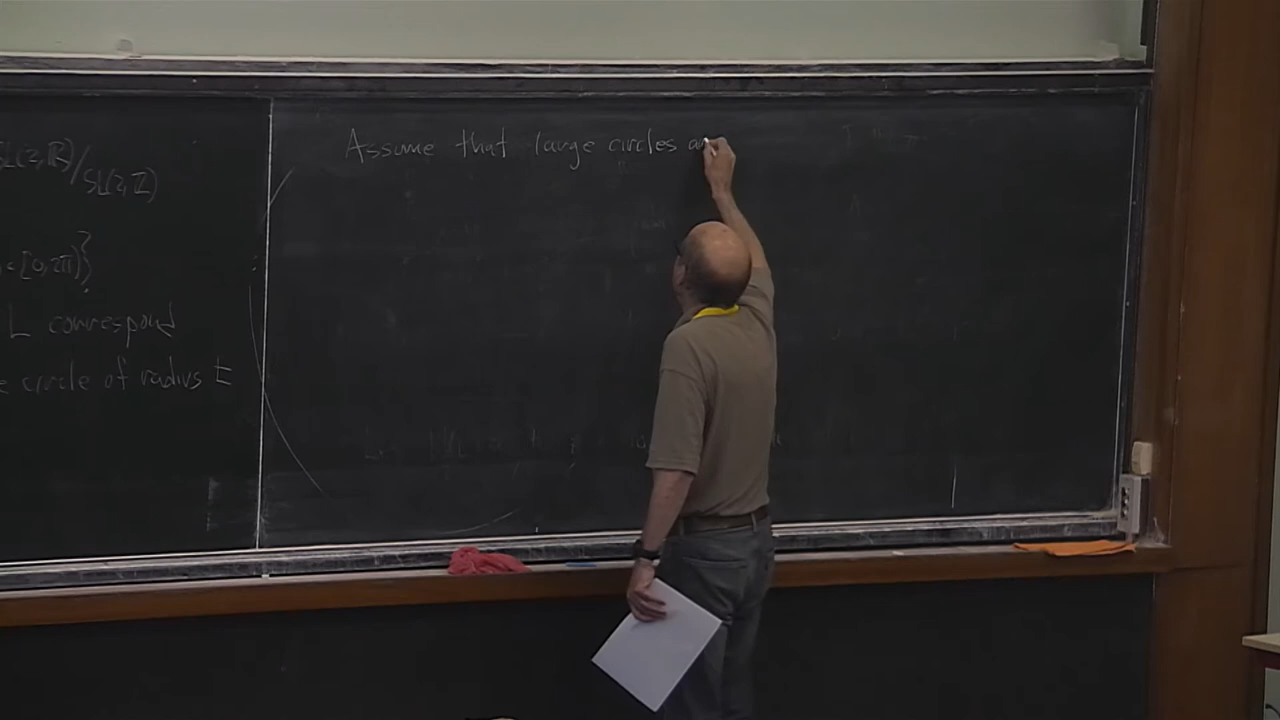 SL(2,ℝ)/SL(2,ℤ)
[0,2π)}
L correspond
circle of radius t
Assume that large circles a